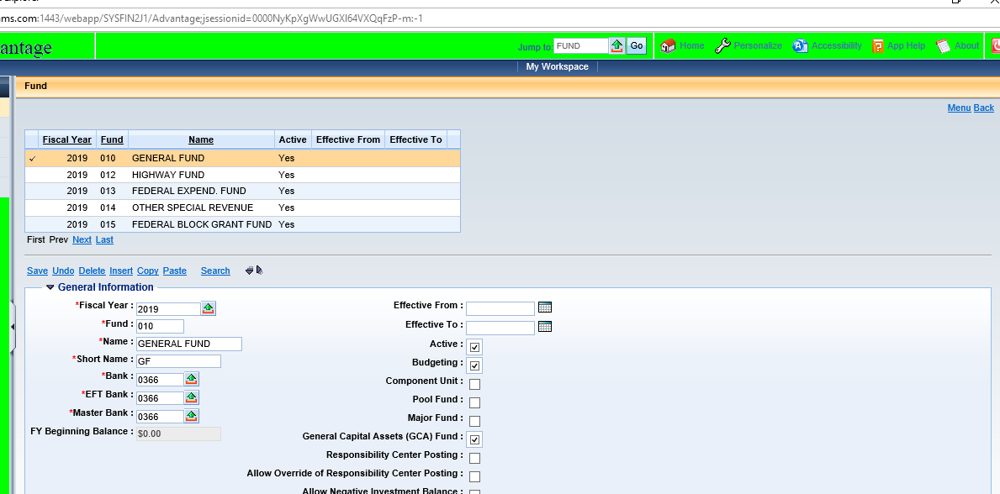 ms.com:1443/webapp/SYSFIN2J1/Advantage;jsessionid=0000NyKpXgWwUGXI64VXQqFzP-m:-1
antage Jump to: FUND Go Home Personalize Accessibility App Help About
My Workspace
Fund
Menu Back
Fiscal Year Fund Name Active Effective From Effective To
✓ 2019 010 GENERAL FUND Yes
2019 012 HIGHWAY FUND Yes
2019 013 FEDERAL EXPEND. FUND Yes
2019 014 OTHER SPECIAL REVENUE Yes
2019 015 FEDERAL BLOCK GRANT FUND Yes
First Prev Next Last
Save Undo Delete Insert Copy Paste Search
General Information
*Fiscal Year : 2019 Effective From :
*Fund : 010 Effective To :
*Name : GENERAL FUND Active :
*Short Name : GF Budgeting :
*Bank : 0366 Component Unit :
*EFT Bank : 0366 Pool Fund :
*Master Bank : 0366 Major Fund :
FY Beginning Balance : $0.00 General Capital Assets (GCA) Fund :
Responsibility Center Posting :
Allow Override of Responsibility Center Posting :
Allow Negative Investment Balance :